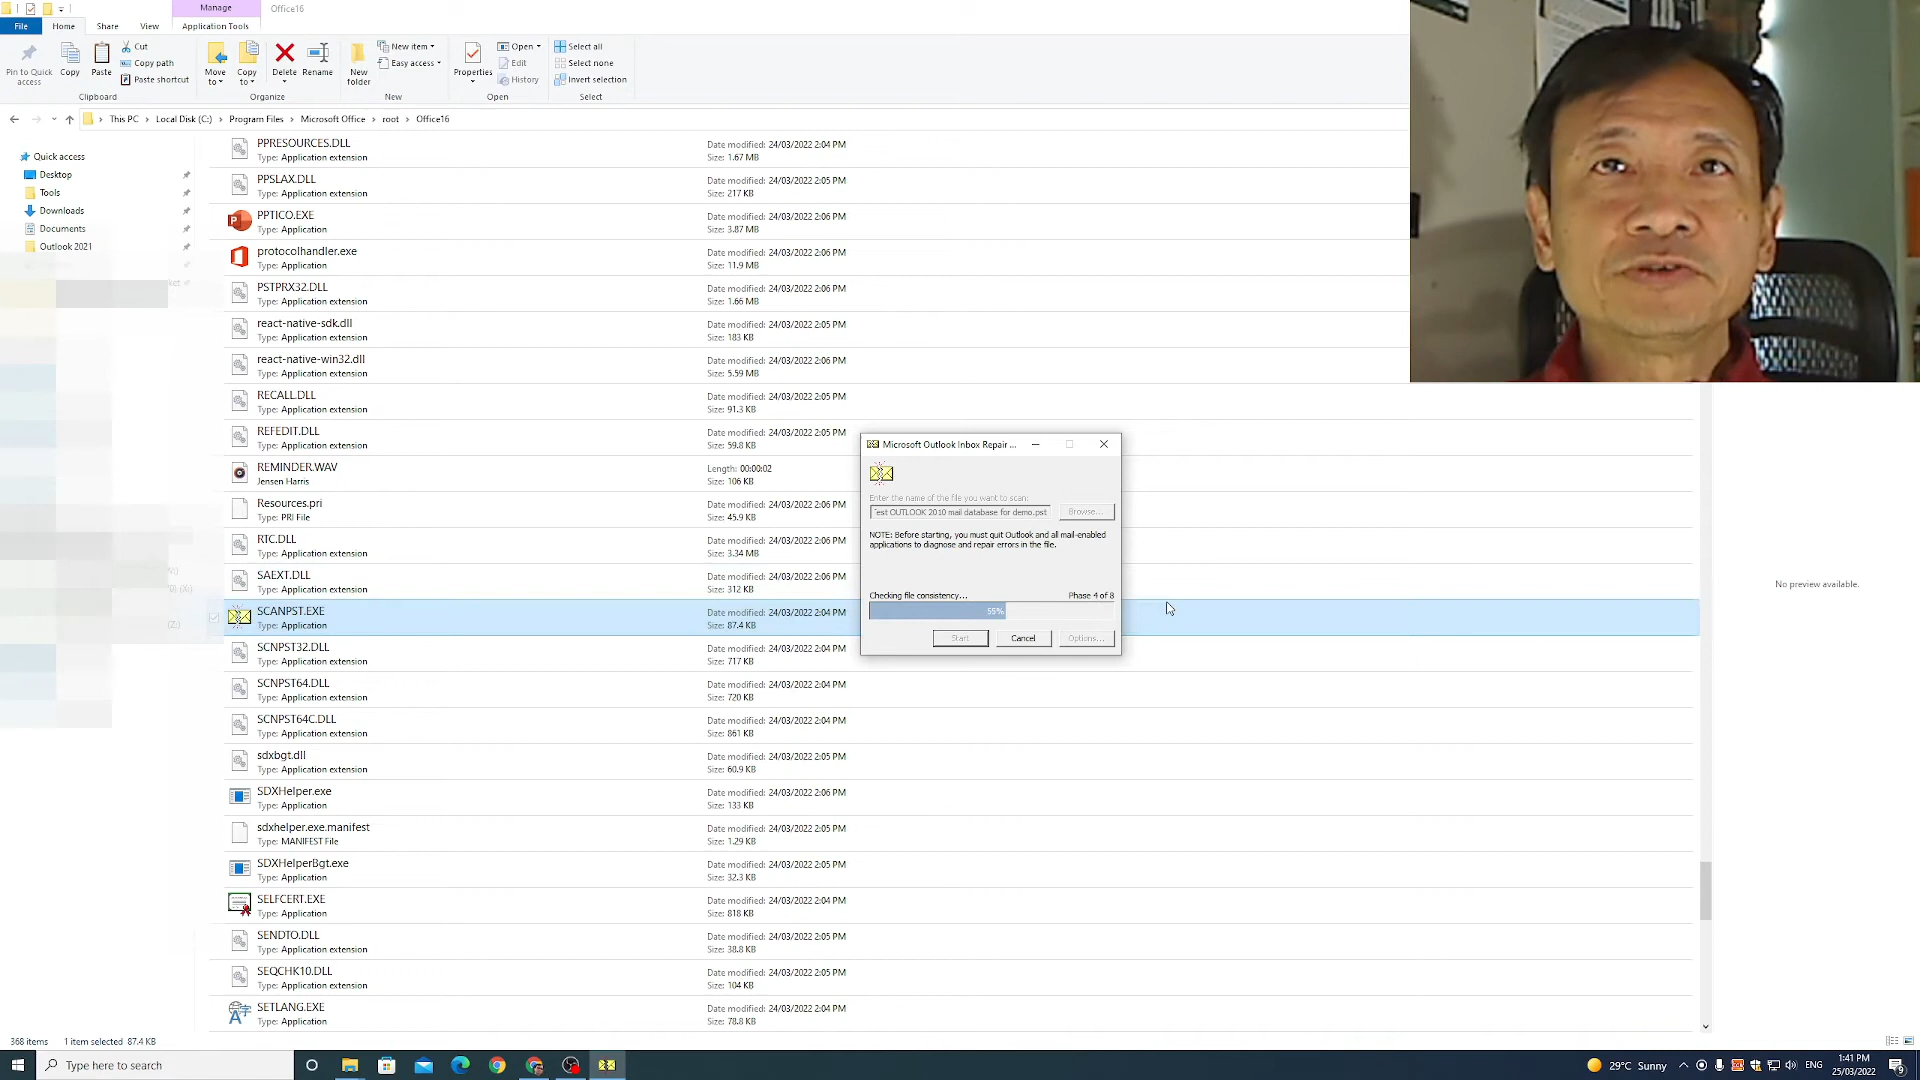 Manage
Office16
File
Home
Share
View
Application Tools
Pin to Quick access
Copy
Paste
Cut
Copy path
Paste shortcut
Clipboard
Move to
Copy to
Delete
Rename
Organize
New folder
New item
Easy access
New
Properties
Open
Edit
History
Open
Select all
Select none
Invert selection
Select
This PC > Local Disk (C:) > Program Files > Microsoft Office > root > Office16
Quick access
Desktop
Tools
Downloads
Documents
Outlook 2021
PPRESOURCES.DLL
Type: Application extension
Date modified: 24/03/2022 2:04 PM
Size: 1.67 MB
PPSLAX.DLL
Type: Application extension
Date modified: 24/03/2022 2:05 PM
Size: 217 KB
PPTICO.EXE
Type: Application
Date modified: 24/03/2022 2:06 PM
Size: 3.87 MB
protocolhandler.exe
Type: Application
Date modified: 24/03/2022 2:06 PM
Size: 11.9 MB
PSTPRX32.DLL
Type: Application extension
Date modified: 24/03/2022 2:06 PM
Size: 1.66 MB
react-native-sdk.dll
Type: Application extension
Date modified: 24/03/2022 2:05 PM
Size: 183 KB
react-native-win32.dll
Type: Application extension
Date modified: 24/03/2022 2:06 PM
Size: 5.59 MB
RECALL.DLL
Type: Application extension
Date modified: 24/03/2022 2:05 PM
Size: 91.3 KB
REFEDIT.DLL
Type: Application extension
Date modified: 24/03/2022 2:05 PM
Size: 59.8 KB
REMINDER.WAV
Jensen Harris
Length: 00:00:02
Size: 106 KB
Resources.pri
Type: PRI File
Date modified: 24/03/2022 2:06 PM
Size: 45.9 KB
RTC.DLL
Type: Application extension
Date modified: 24/03/2022 2:06 PM
Size: 3.34 MB
SAEXT.DLL
Type: Application extension
Date modified: 24/03/2022 2:06 PM
Size: 312 KB
SCANPST.EXE
Type: Application
Date modified: 24/03/2022 2:04 PM
Size: 87.4 KB
SCNPST32.DLL
Type: Application extension
Date modified: 24/03/2022 2:04 PM
Size: 717 KB
SCNPST64.DLL
Type: Application extension
Date modified: 24/03/2022 2:04 PM
Size: 720 KB
SCNPST64C.DLL
Type: Application extension
Date modified: 24/03/2022 2:04 PM
Size: 861 KB
sdxbgt.dll
Type: Application extension
Date modified: 24/03/2022 2:05 PM
Size: 60.9 KB
SDXHelper.exe
Type: Application
Date modified: 24/03/2022 2:06 PM
Size: 133 KB
sdxhelper.exe.manifest
Type: MANIFEST File
Date modified: 24/03/2022 2:05 PM
Size: 1.29 KB
SDXHelperBgt.exe
Type: Application
Date modified: 24/03/2022 2:05 PM
Size: 32.3 KB
SELFCERT.EXE
Type: Application
Date modified: 24/03/2022 2:04 PM
Size: 818 KB
SENDTO.DLL
Type: Application extension
Date modified: 24/03/2022 2:05 PM
Size: 38.8 KB
SEQCHK10.DLL
Type: Application extension
Date modified: 24/03/2022 2:05 PM
Size: 104 KB
SETLANG.EXE
Type: Application
Date modified: 24/03/2022 2:04 PM
Size: 78.8 KB
Microsoft Outlook Inbox Repair ...
Enter the name of the file you want to scan:
Test OUTLOOK 2010 mail database for demo.pst
Browse...
NOTE: Before starting, you must quit Outlook and all mail-enabled
applications to diagnose and repair errors in the file.
Checking file consistency...
Phase 4 of 8
55%
Start
Cancel
Options...
No preview available.
368 items
1 item selected 87.4 KB
Type here to search
29°C Sunny
ENG
1:41 PM
25/03/2022
9